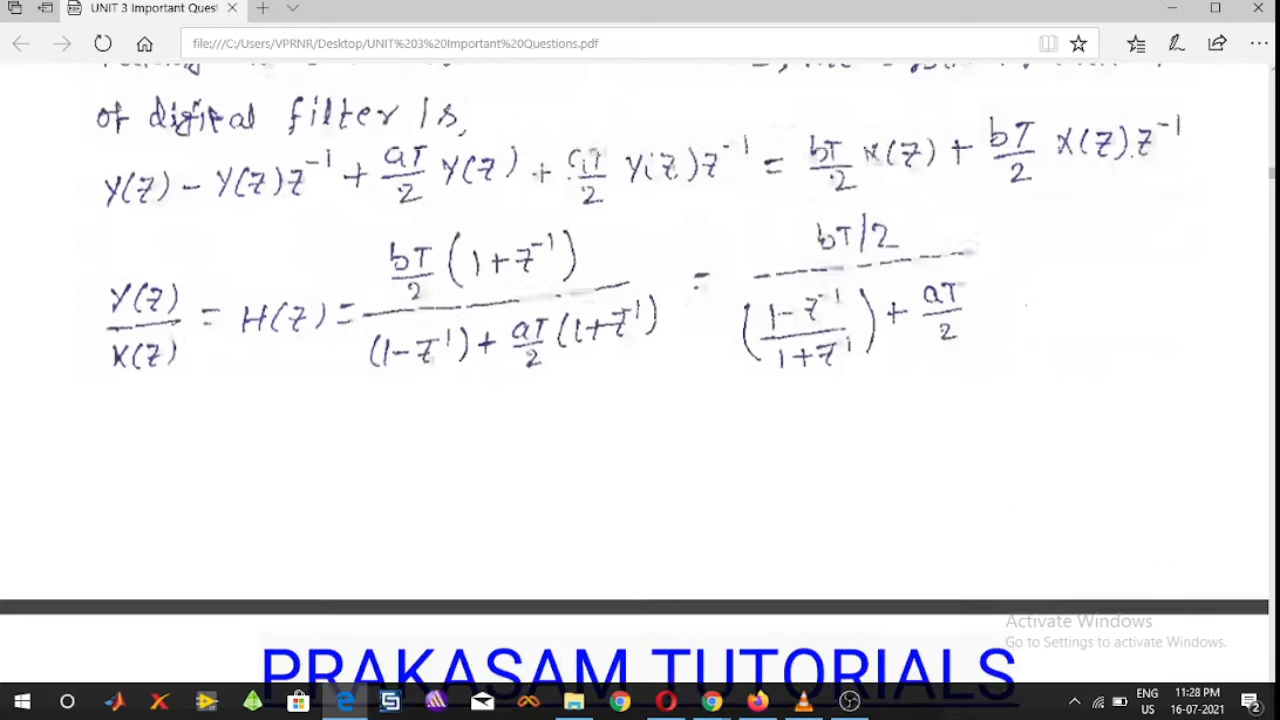 UNIT 3 Important Quest
file:///C:/Users/VPRNR/Desktop/UNIT%203%20Important%20Questions.pdf
of digital filter is,
Y(Z) - Y(Z)Z⁻¹ + aT/2 Y(Z) + aT/2 Y(Z)Z⁻¹ = bT/2 X(Z) + bT/2 X(Z).Z⁻¹
Y(Z)/X(Z) = H(Z) = bT/2 (1+Z⁻¹) / ((1-Z⁻¹) + aT/2 (1+Z⁻¹)) = bT/2 / (((1-Z⁻¹)/(1+Z⁻¹)) + aT/2)
Activate Windows
Go to Settings to activate Windows.
PRAKASAM TUTORIALS
ENG 11:28 PM
US 16-07-2021
2